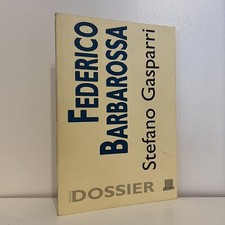 FEDERICO
BARBAROSSA
Stefano Gasparri
DOSSIER